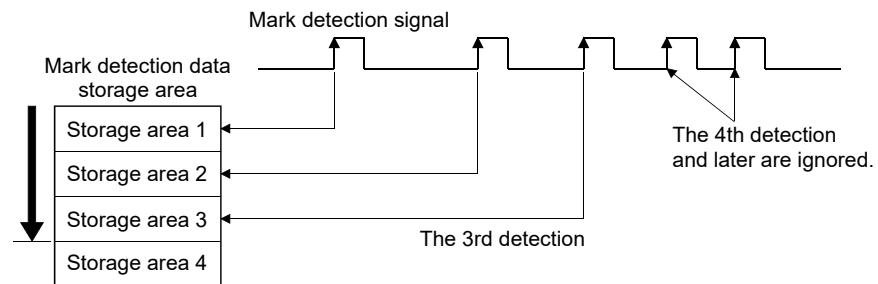 Mark detection signal
Mark detection data
storage area
Storage area 1
Storage area 2
Storage area 3
Storage area 4
The 4th detection
and later are ignored.
The 3rd detection